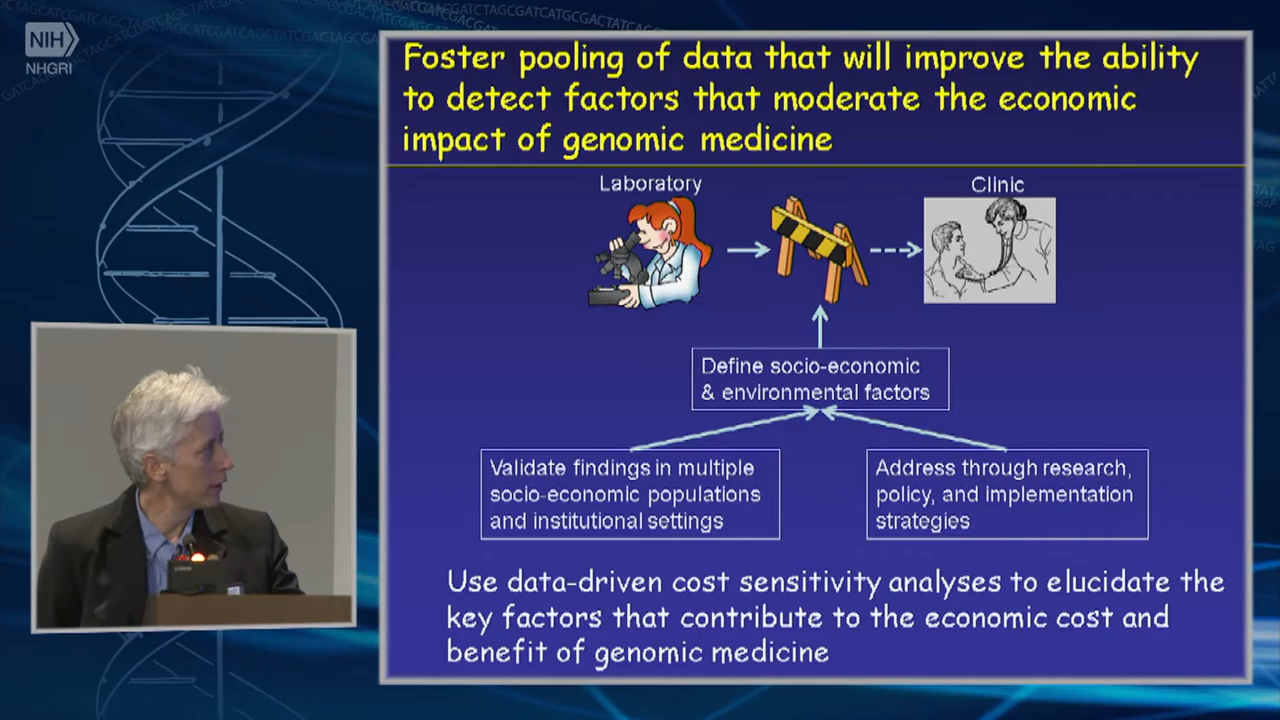 NIH
NHGRI
Foster pooling of data that will improve the ability
to detect factors that moderate the economic
impact of genomic medicine
Laboratory
Clinic
Define socio-economic
& environmental factors
Validate findings in multiple
socio-economic populations
and institutional settings
Address through research,
policy, and implementation
strategies
Use data-driven cost sensitivity analyses to elucidate the
key factors that contribute to the economic cost and
benefit of genomic medicine